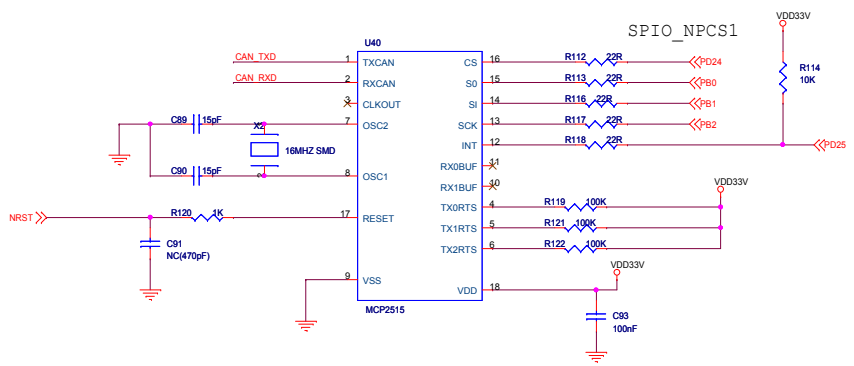 SPIO_NPCS1
VDD33V
U40
CAN_TXD 1 TXCAN CS 16 R112 22R PD24
CAN_RXD 2 RXCAN S0 15 R113 22R PB0
R114
10K
3 CLKOUT SI 14 R116 22R PB1
C89 15pF X2 7 OSC2 SCK 13 R117 22R PB2
16MHZ SMD INT 12 R118 22R PD25
RX0BUF 11
C90 15pF 8 OSC1 RX1BUF 10 VDD33V
TX0RTS 4 R119 100K
NRST R120 1K 17 RESET TX1RTS 5 R121 100K
C91
NC(470pF)
TX2RTS 6 R122 100K
VDD33V
9 VSS VDD 18
MCP2515
C93
100nF